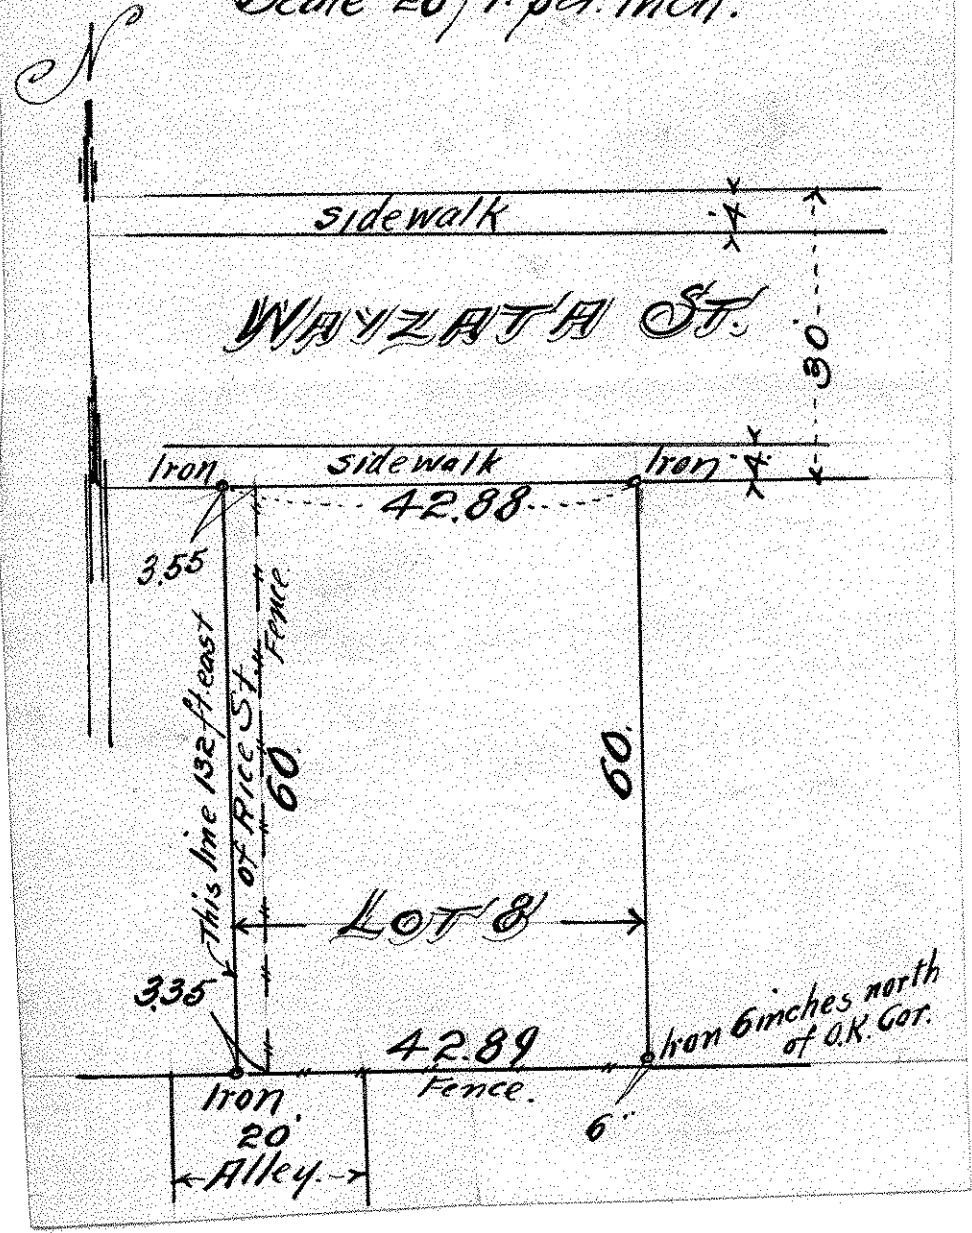 Scale 20 ft. per. inch.
N
sidewalk
4
WAYZATA ST.
30
Iron
sidewalk
Iron
4
42.88
3.55
Fence
This line 132 ft. east
of Rice St.
60
60
LOT 8
3.35
42.89
Iron 6 inches north
of O.K. Cor.
Iron
Fence.
6"
20
Alley.